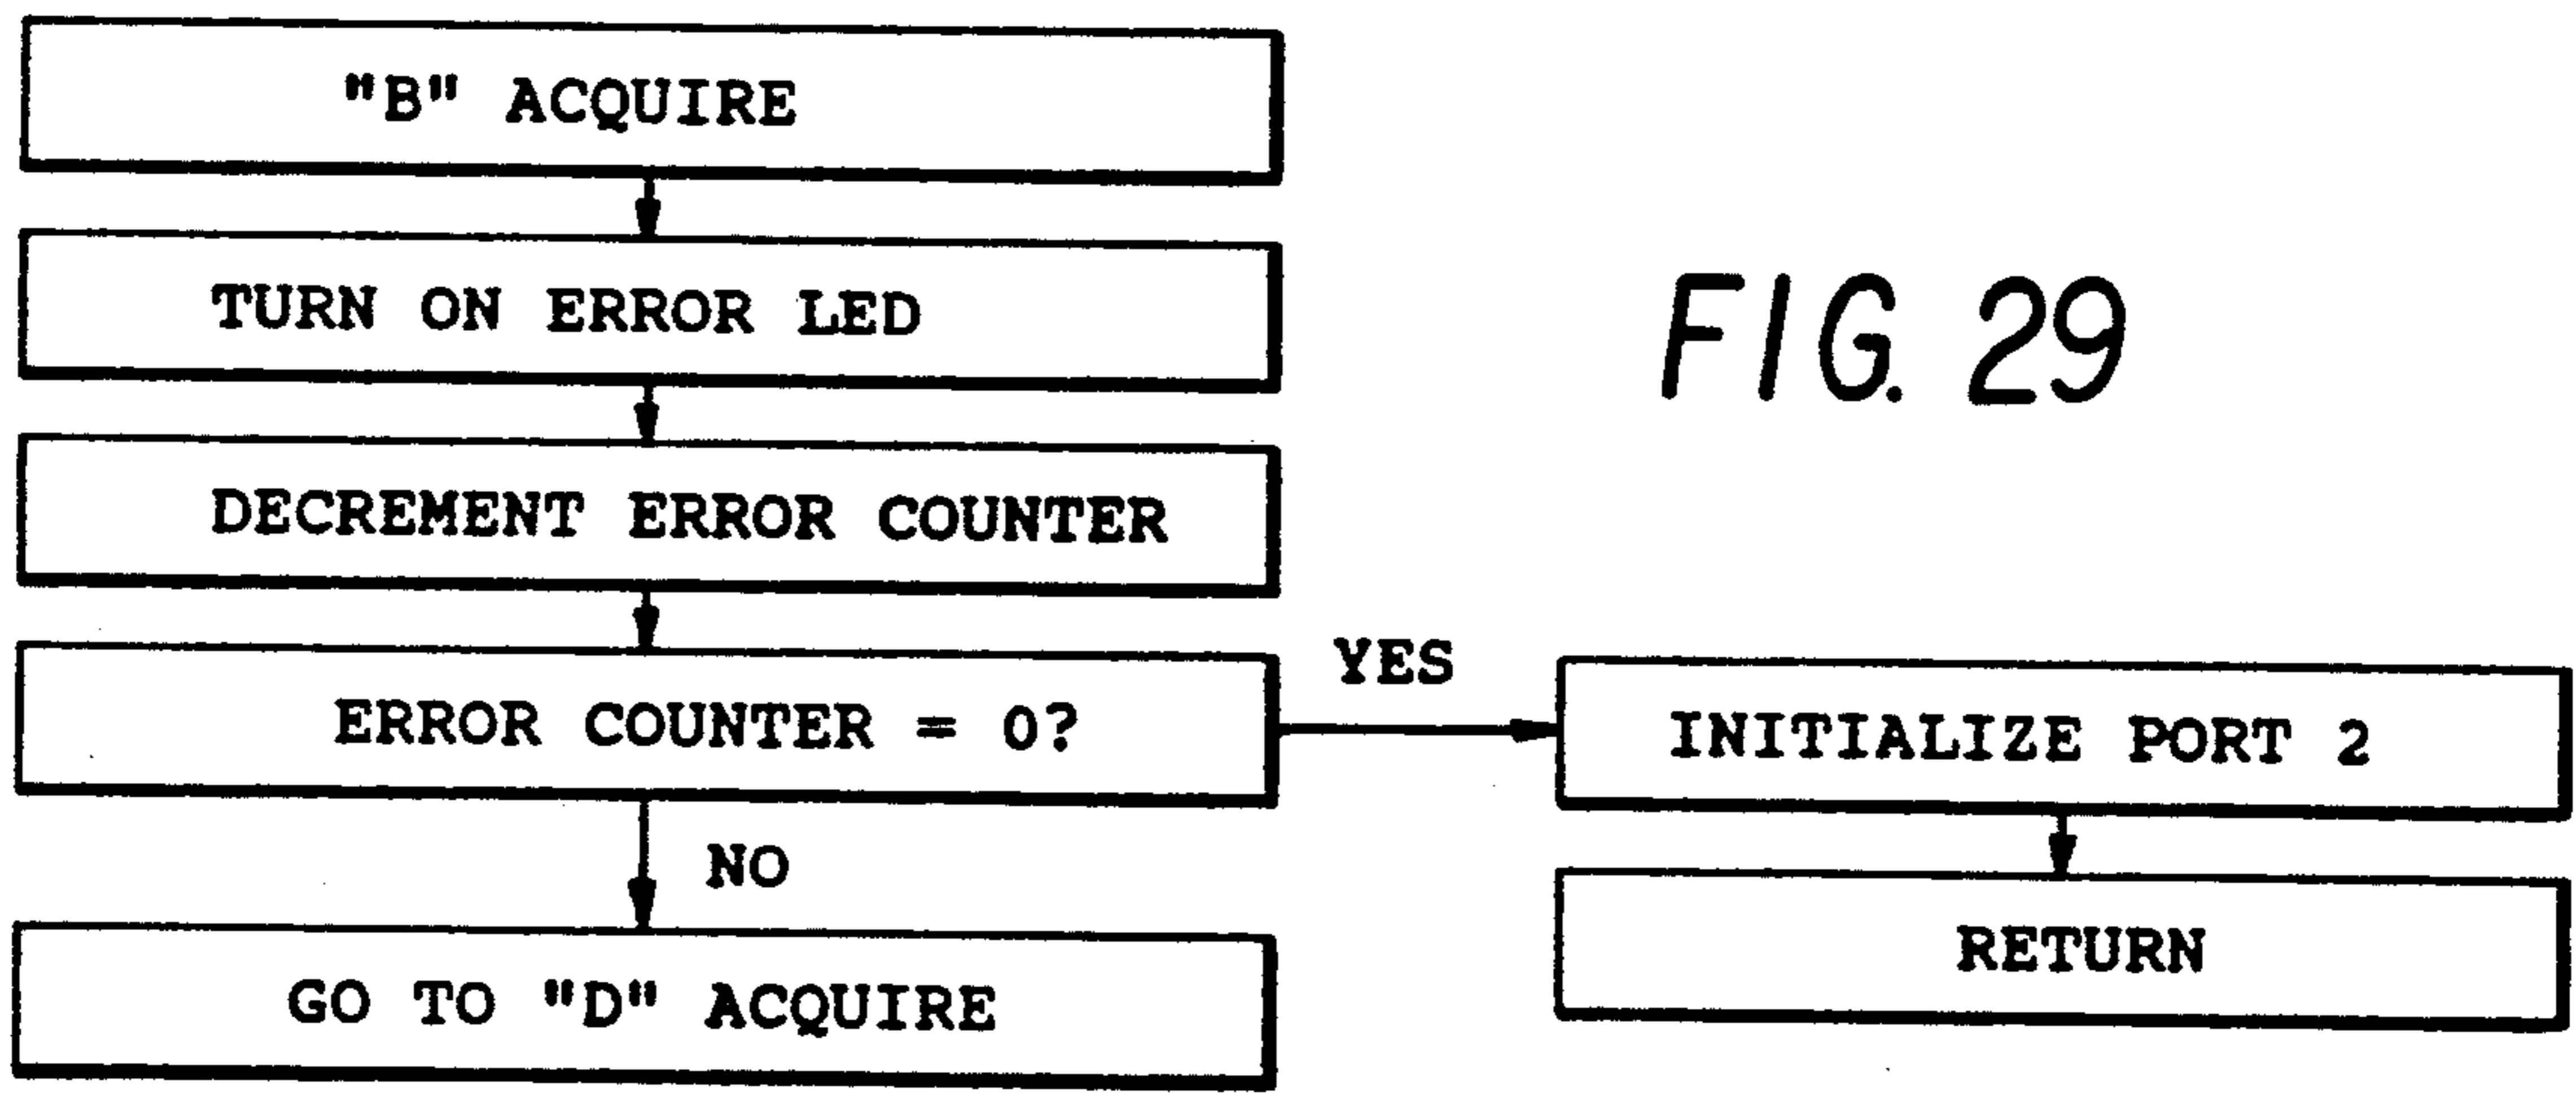 "B" ACQUIRE
TURN ON ERROR LED
FIG. 29
DECREMENT ERROR COUNTER
ERROR COUNTER = 0?
YES
INITIALIZE PORT 2
NO
RETURN
GO TO "D" ACQUIRE